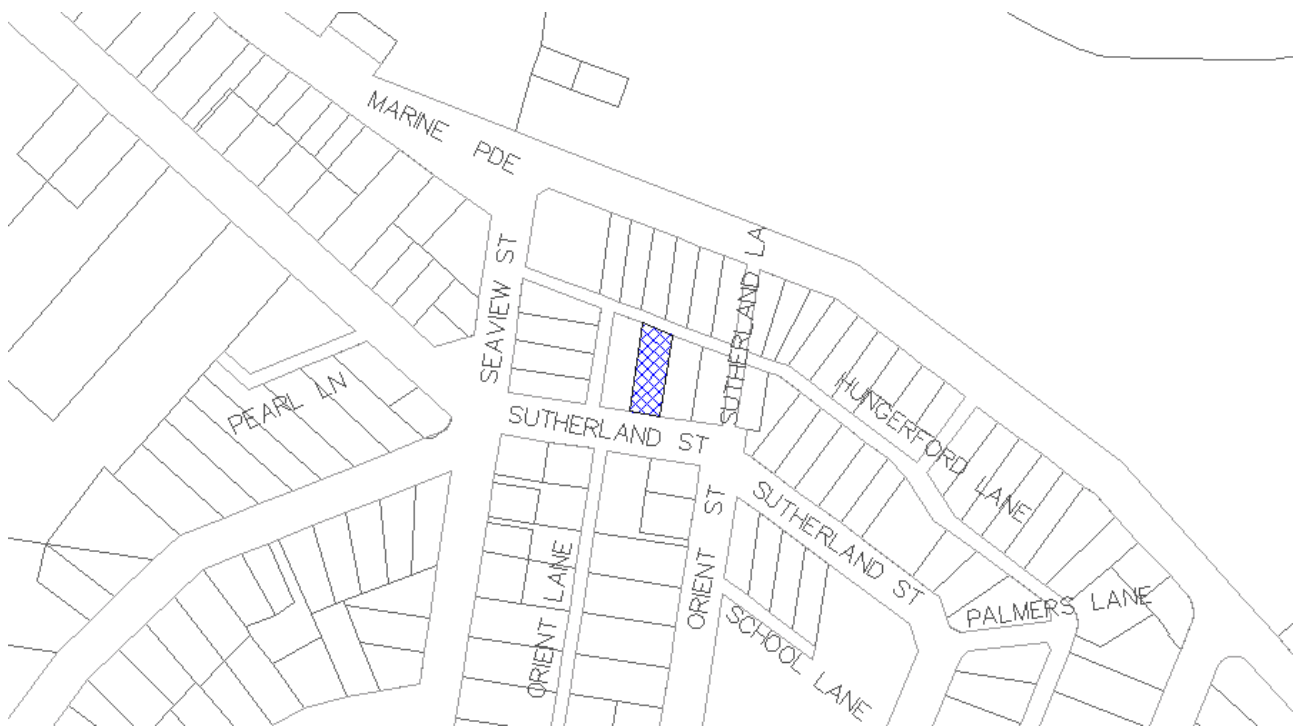 MARINE PDE
SEAVIEW ST
SUTHERLAND LA
PEARL LN
HUNGERFORD LANE
SUTHERLAND ST
SUTHERLAND ST
ORIENT ST
ORIENT LANE
SCHOOL LANE
PALMERS LANE